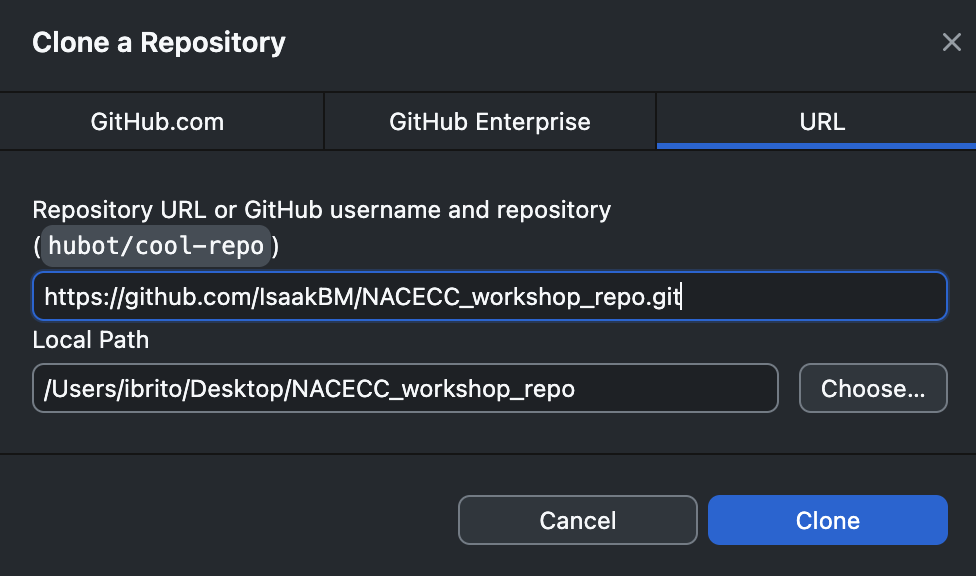 Clone a Repository
GitHub.com
GitHub Enterprise
URL
Repository URL or GitHub username and repository
(hubot/cool-repo)
https://github.com/IsaakBM/NACECC_workshop_repo.git
Local Path
/Users/ibrito/Desktop/NACECC_workshop_repo
Choose...
Cancel
Clone